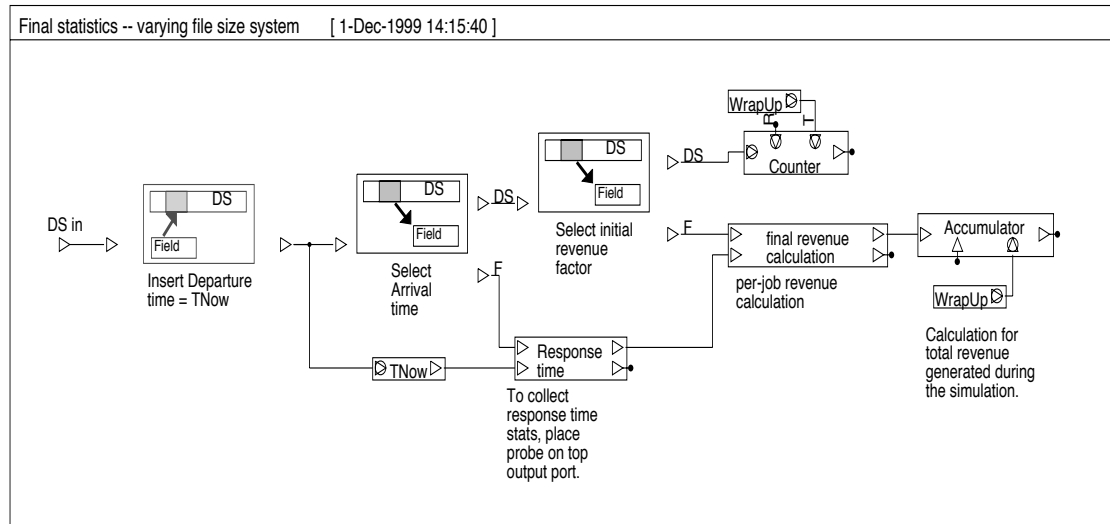 Final statistics -- varying file size system [ 1-Dec-1999 14:15:40 ]
DS in
DS
Field
Insert Departure
time = TNow
DS
Field
Select
Arrival
time
DS
F
TNow
DS
Field
Select initial
revenue
factor
Response
time
To collect
response time
stats, place
probe on top
output port.
WrapUp
R
T
DS
Counter
F
final revenue
calculation
per-job revenue
calculation
Accumulator
WrapUp
Calculation for
total revenue
generated during
the simulation.